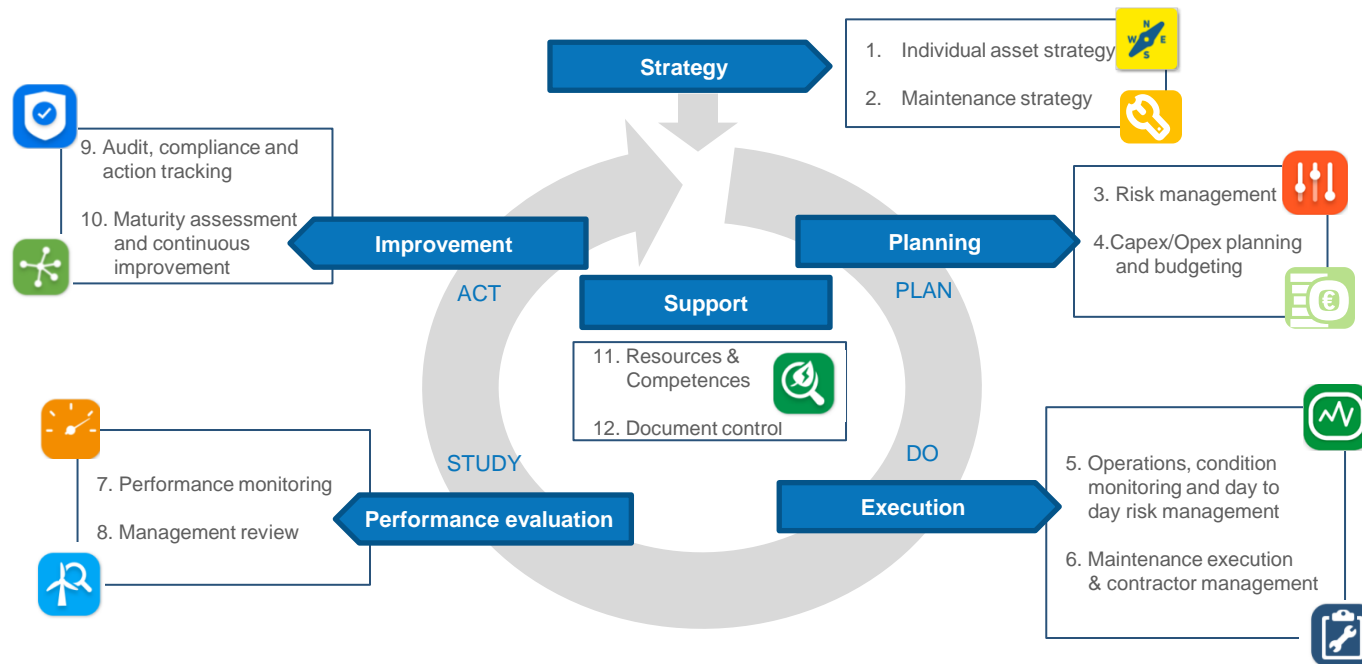 Strategy
1. Individual asset strategy
2. Maintenance strategy
N
W E
S
9. Audit, compliance and
action tracking
10. Maturity assessment
and continuous
improvement
Improvement
ACT
Planning
PLAN
3. Risk management
4.Capex/Opex planning
and budgeting
€
Support
11. Resources &
Competences
12. Document control
STUDY
Performance evaluation
7. Performance monitoring
8. Management review
DO
Execution
5. Operations, condition
monitoring and day to
day risk management
6. Maintenance execution
& contractor management